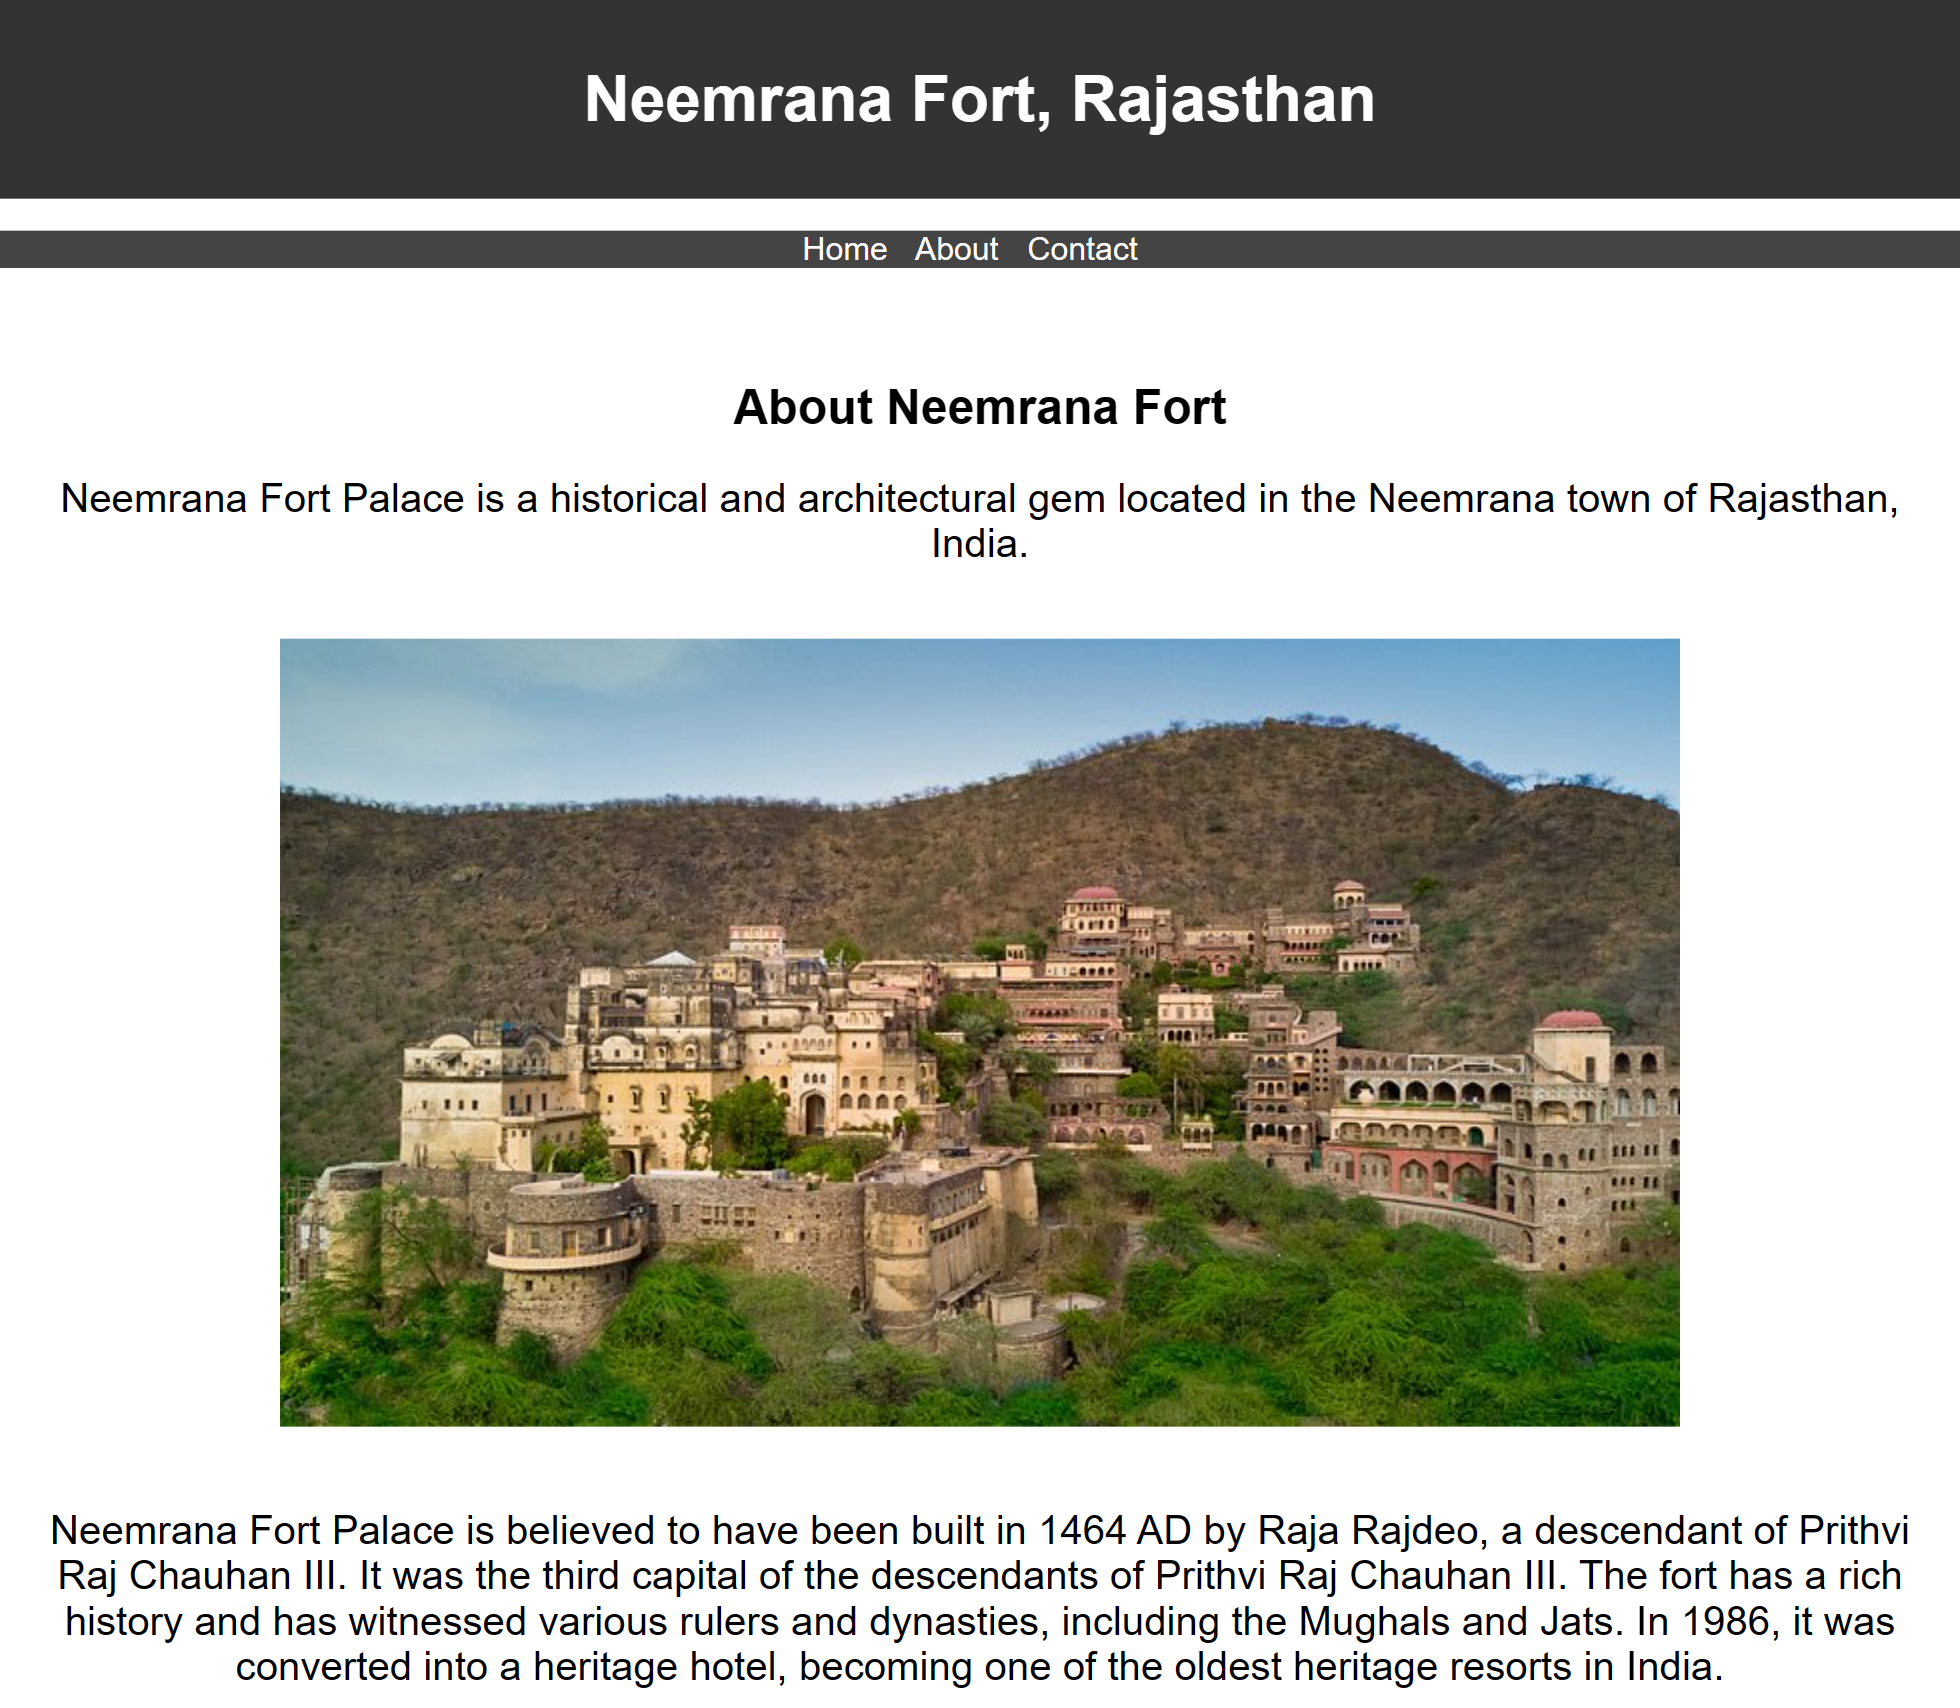 Neemrana Fort, Rajasthan
Home About Contact
About Neemrana Fort
Neemrana Fort Palace is a historical and architectural gem located in the Neemrana town of Rajasthan,
India.
Neemrana Fort Palace is believed to have been built in 1464 AD by Raja Rajdeo, a descendant of Prithvi
Raj Chauhan III. It was the third capital of the descendants of Prithvi Raj Chauhan III. The fort has a rich
history and has witnessed various rulers and dynasties, including the Mughals and Jats. In 1986, it was
converted into a heritage hotel, becoming one of the oldest heritage resorts in India.